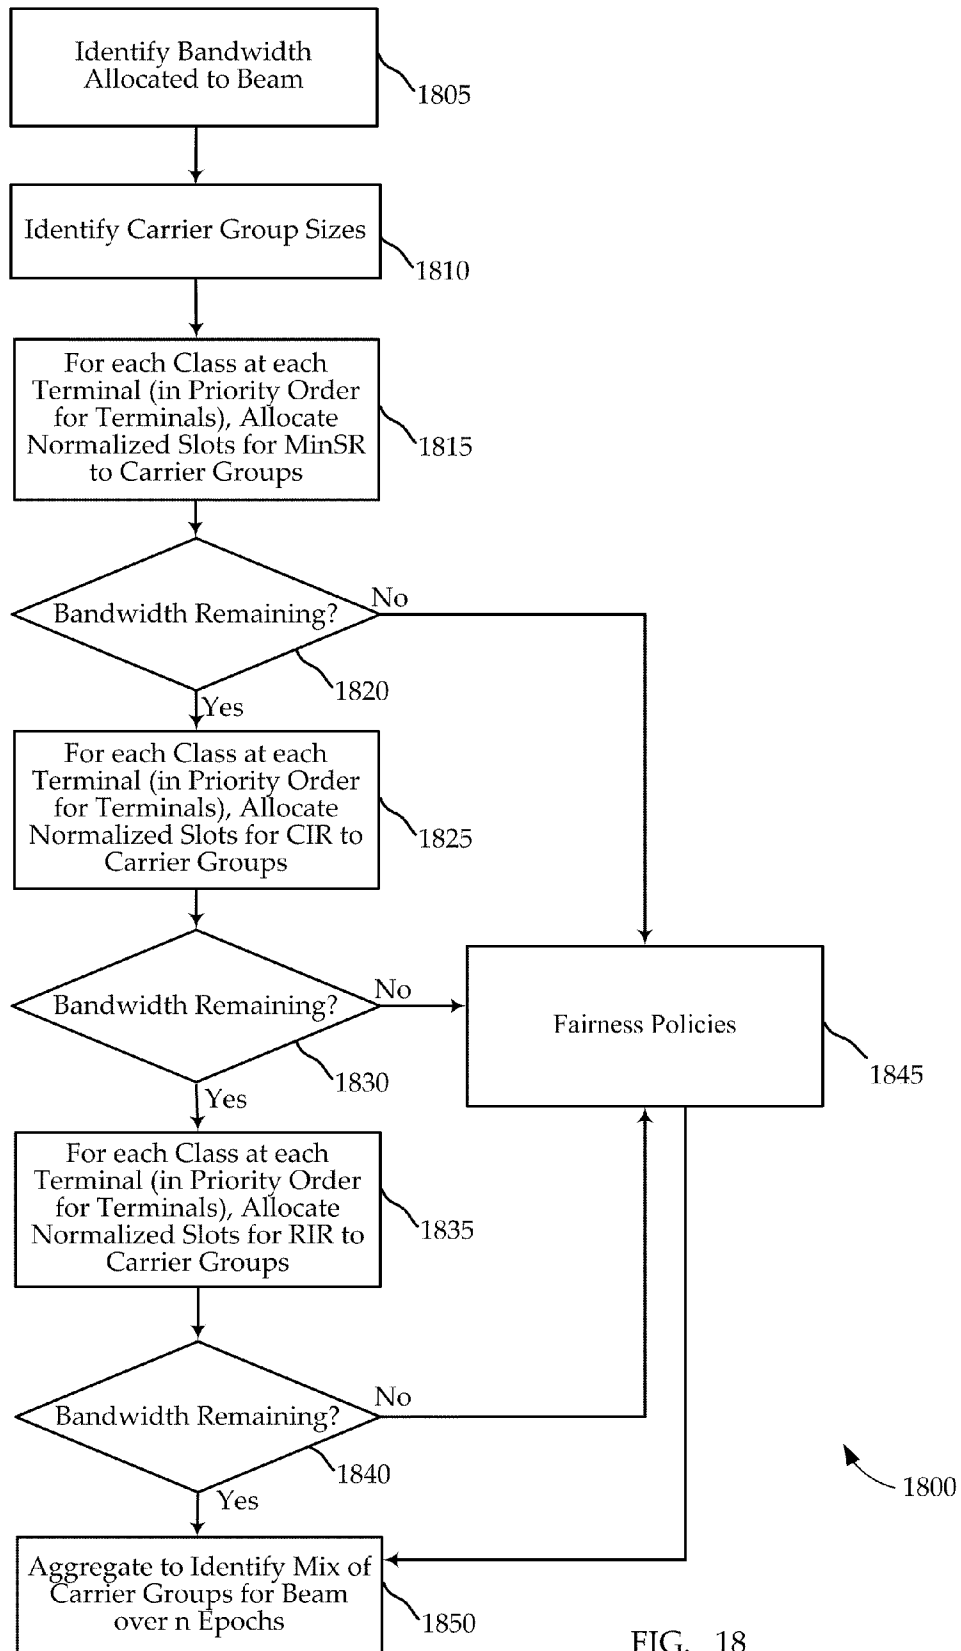 Identify Bandwidth
Allocated to Beam
1805
Identify Carrier Group Sizes
1810
For each Class at each
Terminal (in Priority Order
for Terminals), Allocate
Normalized Slots for MinSR
to Carrier Groups
1815
Bandwidth Remaining?
No
1820
Yes
For each Class at each
Terminal (in Priority Order
for Terminals), Allocate
Normalized Slots for CIR to
Carrier Groups
1825
Bandwidth Remaining?
No
1830
Yes
Fairness Policies
1845
For each Class at each
Terminal (in Priority Order
for Terminals), Allocate
Normalized Slots for RIR to
Carrier Groups
1835
Bandwidth Remaining?
No
1840
Yes
1800
Aggregate to Identify Mix of
Carrier Groups for Beam
over n Epochs
1850
FIG. 18